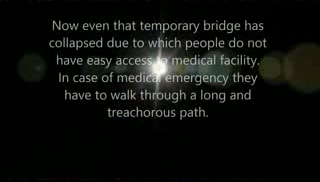 Now even that temporary bridge has
collapsed due to which people do not
have easy access to medical facility.
In case of medical emergency they
have to walk through a long and
treachorous path.